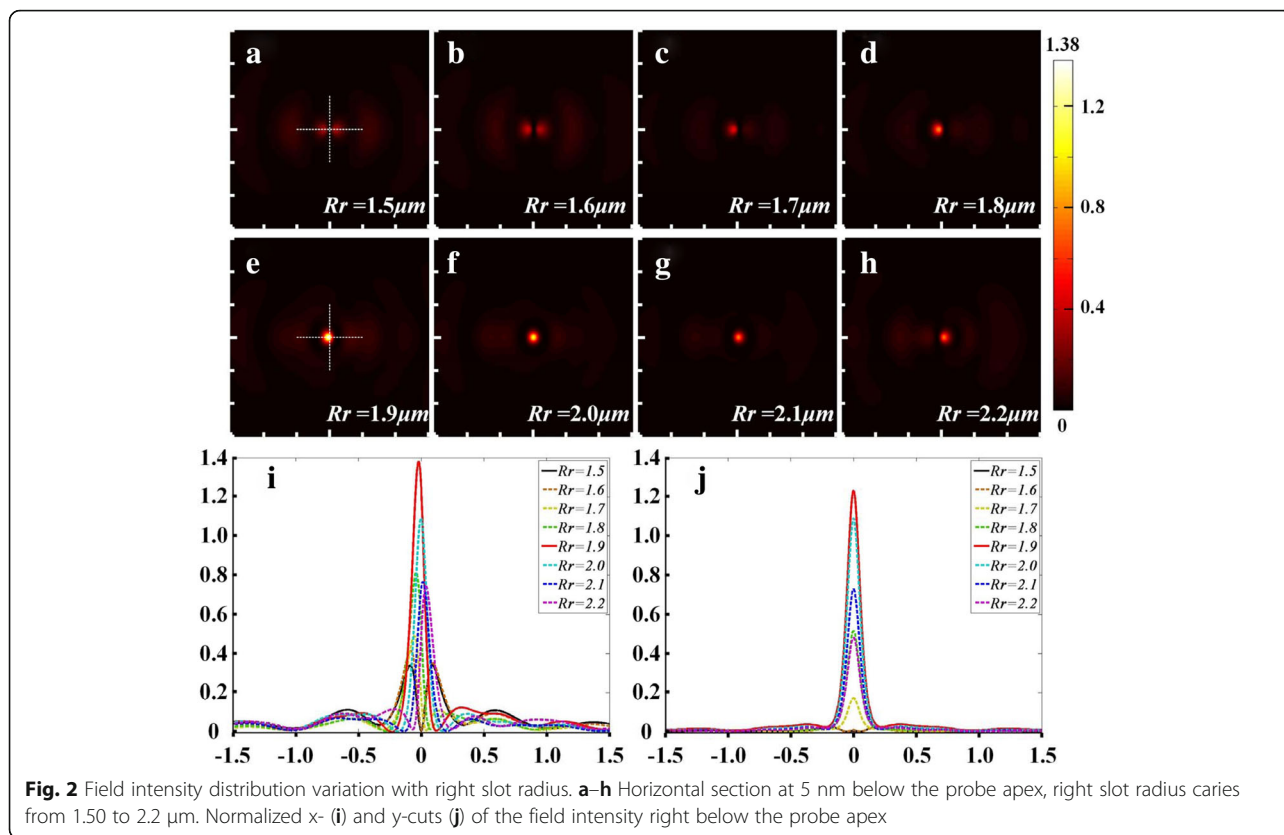 a b c d 1.38
1.2
0.8
0.4
0
Rr =1.5μm Rr =1.6μm Rr =1.7μm Rr =1.8μm
e f g h
Rr =1.9μm Rr =2.0μm Rr =2.1μm Rr =2.2μm
i
1.4
1.2
1.0
0.8
0.6
0.4
0.2
0
-1.5 -1.0 -0.5 0 0.5 1.0 1.5
Rr=1.5
Rr=1.6
Rr=1.7
Rr=1.8
Rr=1.9
Rr=2.0
Rr=2.1
Rr=2.2
j
1.4
1.2
1.0
0.8
0.6
0.4
0.2
0
-1.5 -1.0 -0.5 0 0.5 1.0 1.5
Rr=1.5
Rr=1.6
Rr=1.7
Rr=1.8
Rr=1.9
Rr=2.0
Rr=2.1
Rr=2.2
Fig. 2 Field intensity distribution variation with right slot radius. a–h Horizontal section at 5 nm below the probe apex, right slot radius caries
from 1.50 to 2.2 μm. Normalized x- (i) and y-cuts (j) of the field intensity right below the probe apex